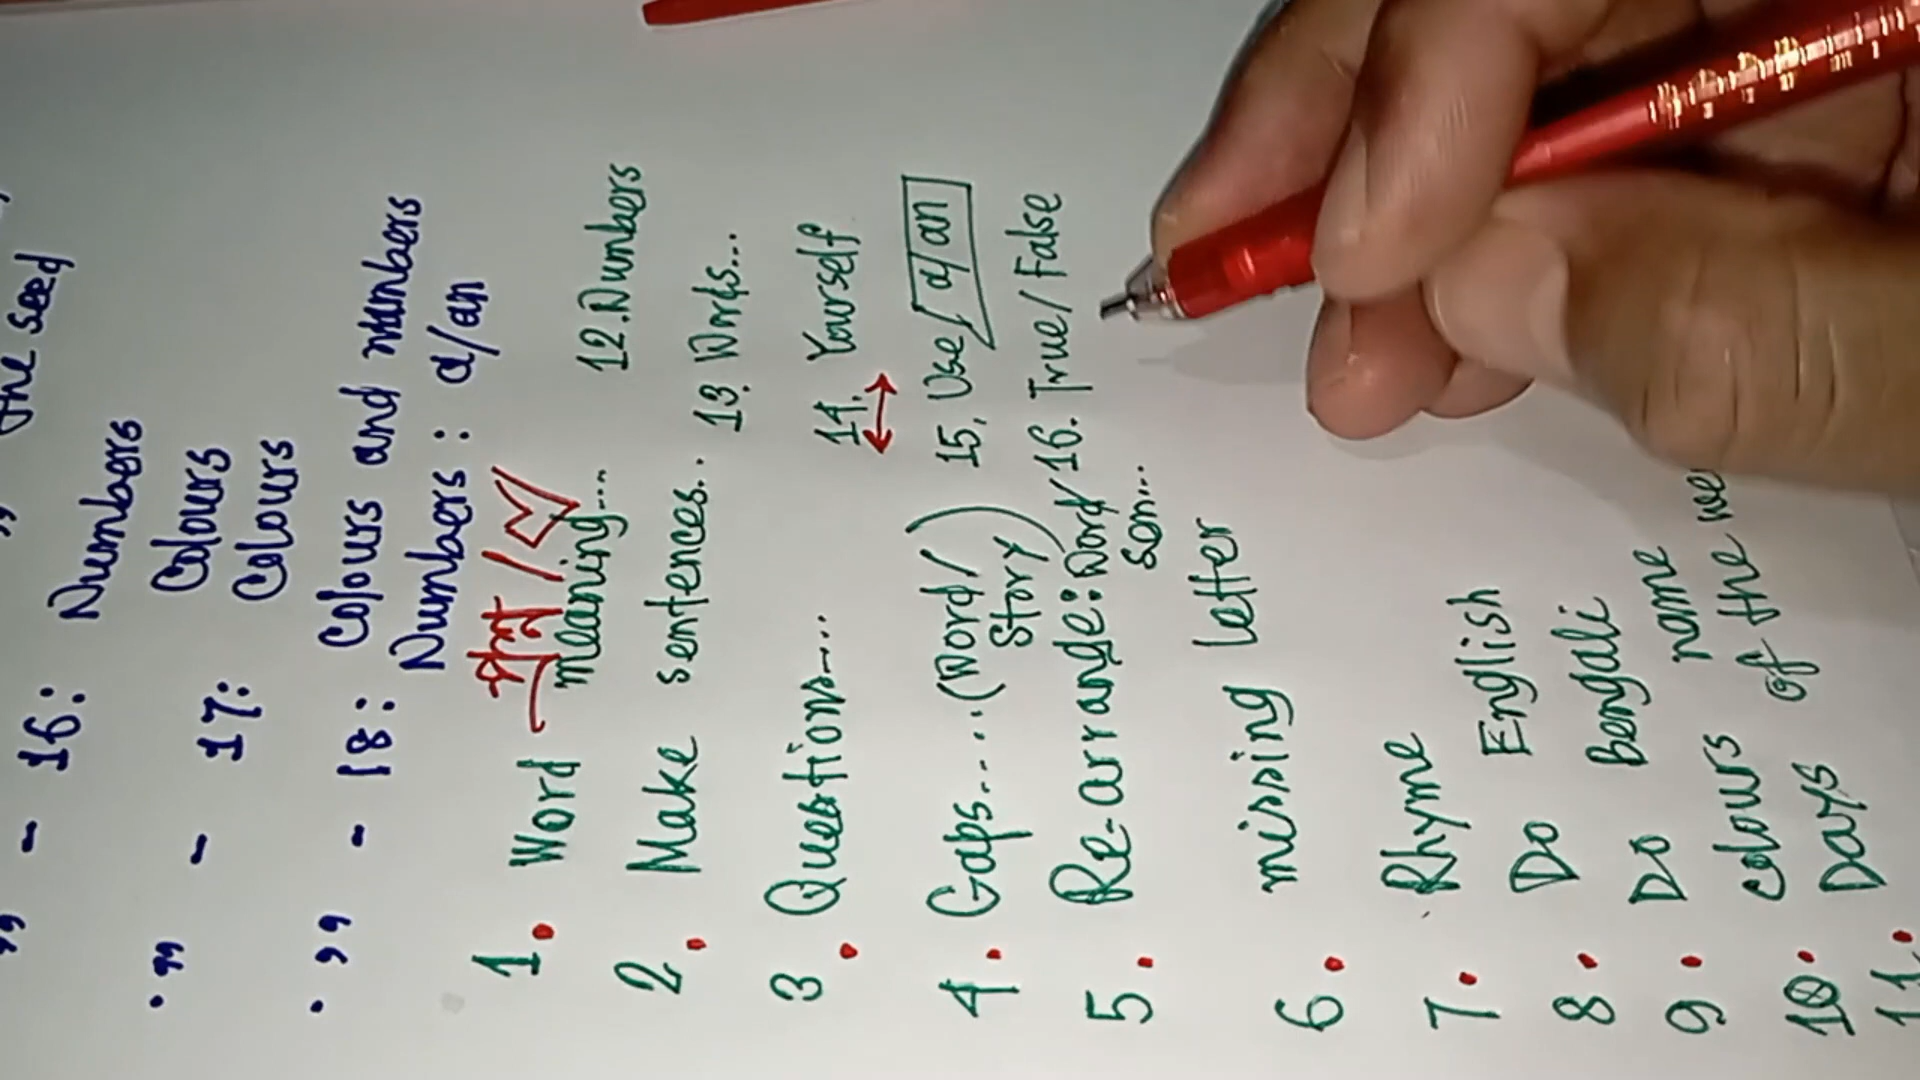 ,, the seed
,, - 16: Numbers
Colours
• ,, - 17: Colours
• ,, - 18: Colours and numbers
Numbers : a/an
প্রশ্ন /
1. Word meaning.... 12. Numbers
2. Make sentences.. 13. Words...
3. Questions.... 14. Yourself
4. Gaps....(Word/Story) 15. Use a/an
5. Re-arrange: Word/ 16. True/False
Sen...
6. missing letter
7. Rhyme
8. Do English
9. Do Bengali
10. Colours name
11. Days of the we